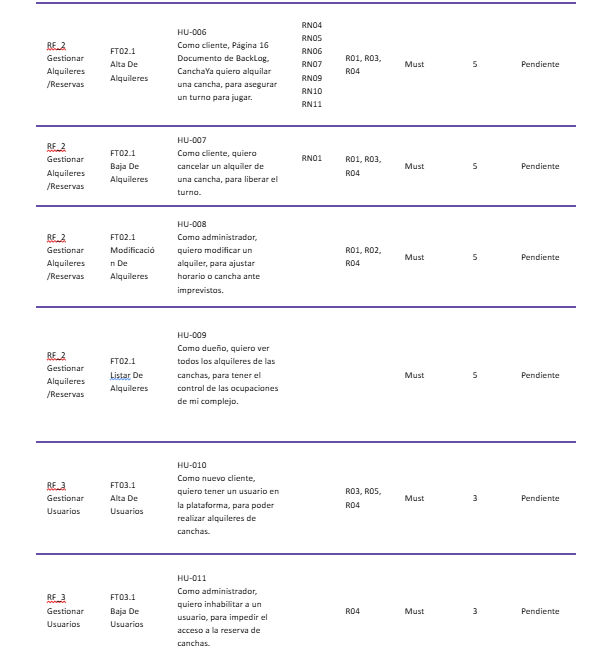 RF_2
Gestionar
Alquileres
/Reservas
FT02.1
Alta De
Alquileres
HU-006
Como cliente, Página 16
Documento de BackLog,
CanchaYa quiero alquilar
una cancha, para asegurar
un turno para jugar.
RN04
RN05
RN06
RN07
RN09
RN10
RN11
R01, R03,
R04
Must
5
Pendiente
RF_2
Gestionar
Alquileres
/Reservas
FT02.1
Baja De
Alquileres
HU-007
Como cliente, quiero
cancelar un alquiler de
una cancha, para liberar el
turno.
RN01
R01, R03,
R04
Must
5
Pendiente
RF_2
Gestionar
Alquileres
/Reservas
FT02.1
Modificació
n De
Alquileres
HU-008
Como administrador,
quiero modificar un
alquiler, para ajustar
horario o cancha ante
imprevistos.
R01, R02,
R04
Must
5
Pendiente
RF_2
Gestionar
Alquileres
/Reservas
FT02.1
Listar De
Alquileres
HU-009
Como dueño, quiero ver
todos los alquileres de las
canchas, para tener el
control de las ocupaciones
de mi complejo.
Must
5
Pendiente
RF_3
Gestionar
Usuarios
FT03.1
Alta De
Usuarios
HU-010
Como nuevo cliente,
quiero tener un usuario en
la plataforma, para poder
realizar alquileres de
canchas.
R03, R05,
R04
Must
3
Pendiente
RF_3
Gestionar
Usuarios
FT03.1
Baja De
Usuarios
HU-011
Como administrador,
quiero inhabilitar a un
usuario, para impedir el
acceso a la reserva de
canchas.
R04
Must
3
Pendiente